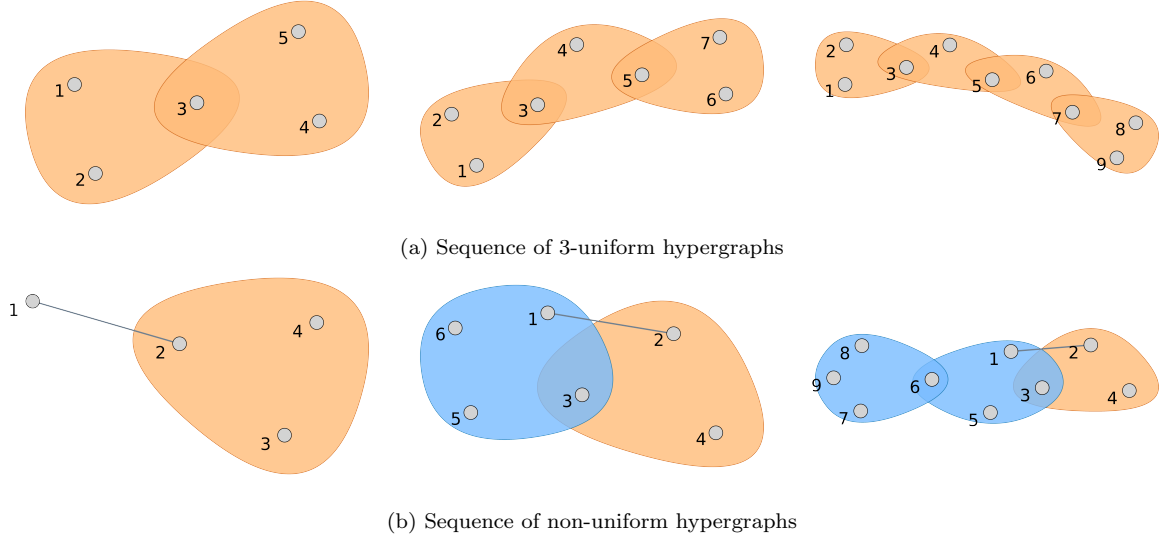 1 2 3 4 5
1 2 3 4 5 6 7
1 2 3 4 5 6 7 8 9
(a) Sequence of 3-uniform hypergraphs
1 2 3 4
1 2 3 4 5 6
1 2 3 4 5 6 7 8 9
(b) Sequence of non-uniform hypergraphs